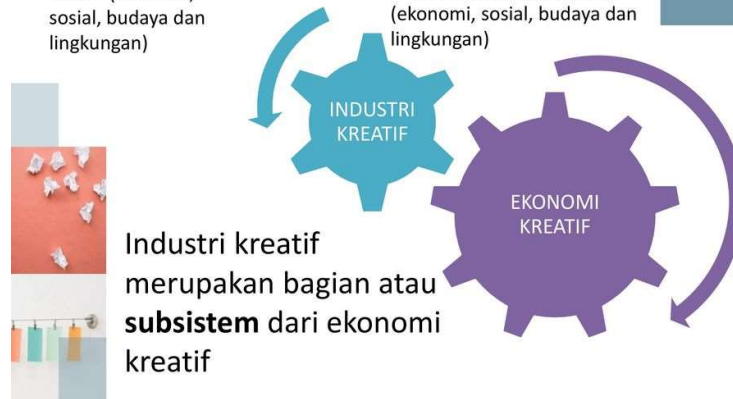 sosial, budaya dan
lingkungan)
(ekonomi, sosial, budaya dan
lingkungan)
INDUSTRI
KREATIF
EKONOMI
KREATIF
Industri kreatif
merupakan bagian atau
subsistem dari ekonomi
kreatif